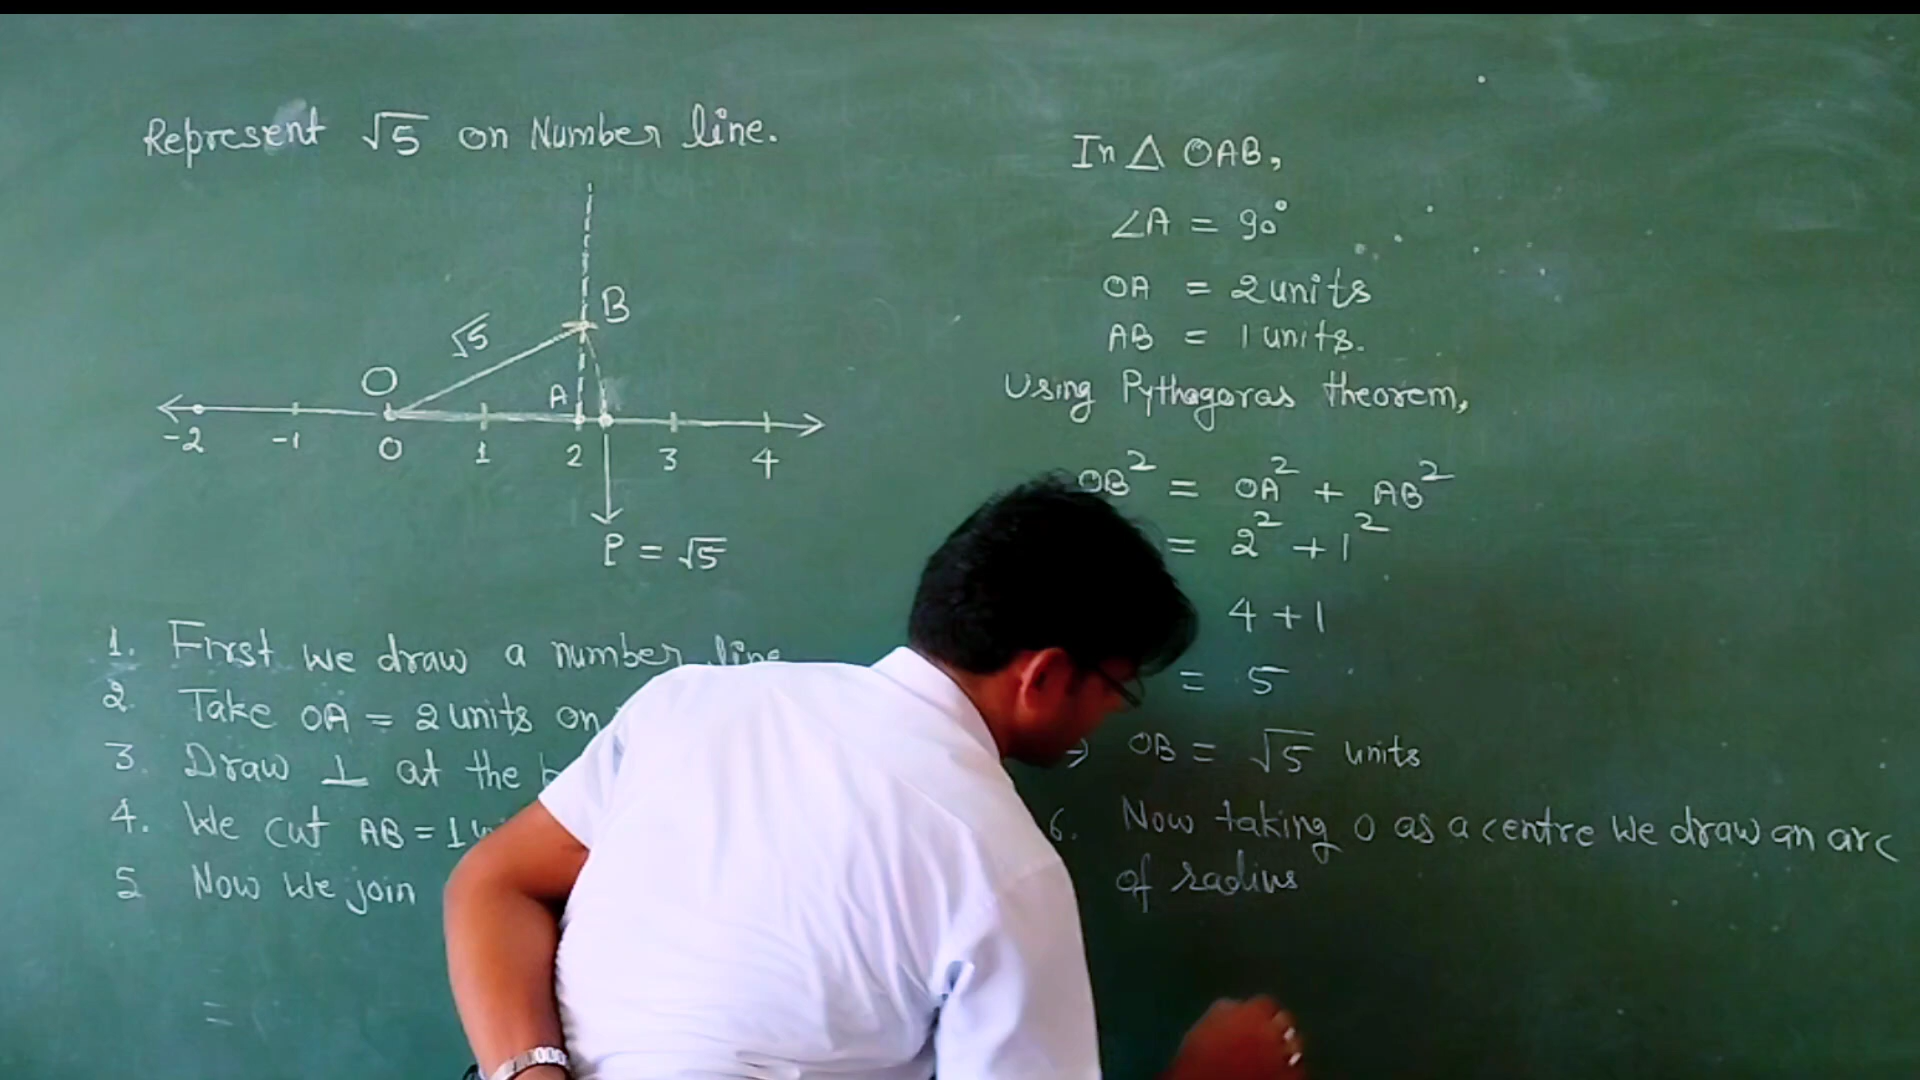 Represent √5 on Number line.
B
√5
O
A
-2 -1 0 1 2 3 4
P = √5
1. First we draw a number line
2. Take OA = 2 units on
3. Draw ⊥ at the
4. We cut AB = 1
5 Now we join
=
In △ OAB,
∠A = 90°
OA = 2 units
AB = 1 units.
Using Pythagoras theorem,
OB² = OA² + AB²
= 2² + 1²
4 + 1
= 5
⇒ OB = √5 units
6. Now taking O as a centre we draw an arc
of radius